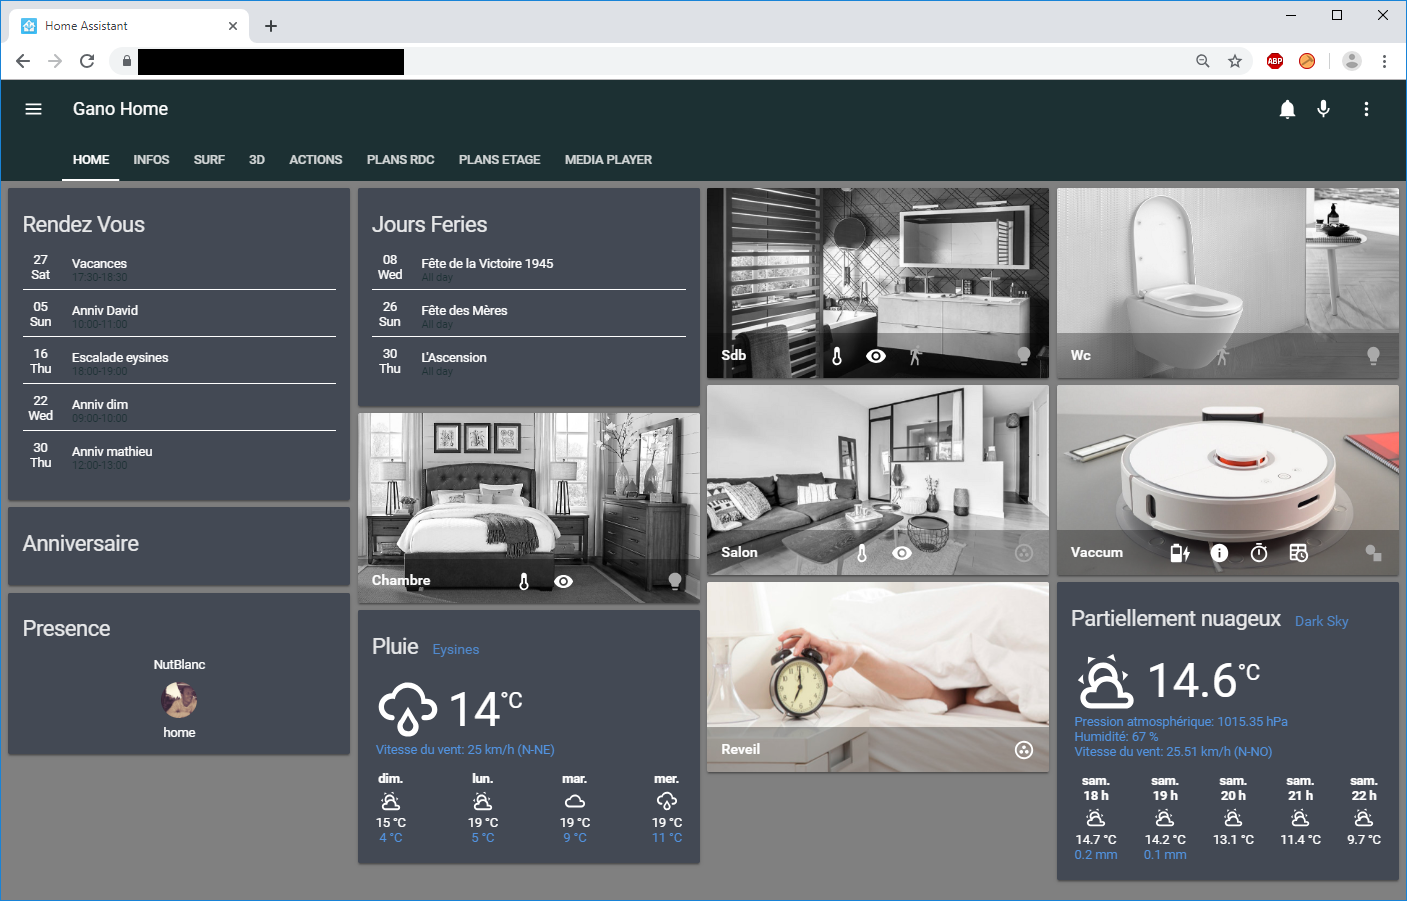 Home Assistant
ABP
Gano Home
HOME
INFOS
SURF
3D
ACTIONS
PLANS RDC
PLANS ETAGE
MEDIA PLAYER
Rendez Vous
27
Sat
Vacances
17:30-18:30
05
Sun
Anniv David
10:00-11:00
16
Thu
Escalade eysines
18:00-19:00
22
Wed
Anniv dim
09:00-10:00
30
Thu
Anniv mathieu
12:00-13:00
Anniversaire
Presence
NutBlanc
home
Jours Feries
08
Wed
Fête de la Victoire 1945
All day
26
Sun
Fête des Mères
All day
30
Thu
L'Ascension
All day
Chambre
Pluie
Eysines
14°C
Vitesse du vent: 25 km/h (N-NE)
dim.
lun.
mar.
mer.
15 °C
19 °C
19 °C
19 °C
4 °C
5 °C
9 °C
11 °C
Sdb
Salon
Reveil
Wc
Vaccum
Partiellement nuageux
Dark Sky
14.6°C
Pression atmosphérique: 1015.35 hPa
Humidité: 67 %
Vitesse du vent: 25.51 km/h (N-NO)
sam.
sam.
sam.
sam.
sam.
18 h
19 h
20 h
21 h
22 h
14.7 °C
14.2 °C
13.1 °C
11.4 °C
9.7 °C
0.2 mm
0.1 mm